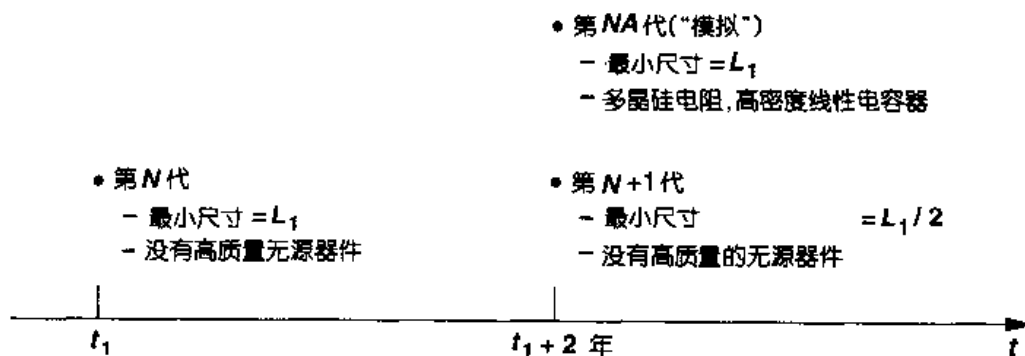 • 第NA代(“模拟”)
– 最小尺寸=L₁
– 多晶硅电阻,高密度线性电容器
• 第N代
– 最小尺寸=L₁
– 没有高质量无源器件
• 第N+1代
– 最小尺寸 =L₁/2
– 没有高质量的无源器件
t₁
t₁+2 年
t